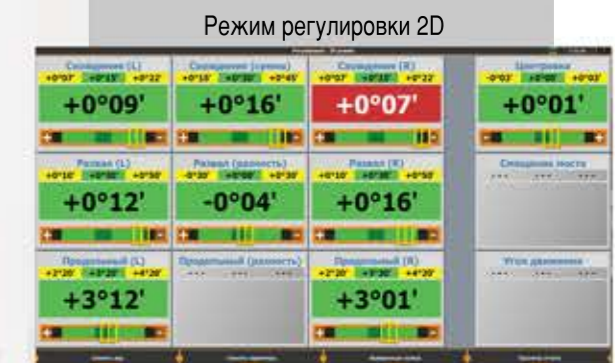 Режим регулировки 2D
Схождение (L) Схождение (сумма) Схождение (R) Центровка
+0°07' +0°15' +0°22' +0°15' +0°30' +0°45' +0°07' +0°15' +0°22' -0°03' +0°00' +0°03'
+0°09' +0°16' +0°07' +0°01'
Развал (L) Развал (разность) Развал (R) Смещение моста
+0°10' +0°30' +0°50' -0°30' +0°00' +0°30' +0°10' +0°30' +0°50' --- --- ---
+0°12' -0°04' +0°16'
Продольный (L) Продольный (разность) Продольный (R) Угол движения
+2°20' +3°20' +4°20' --- --- --- +2°20' +3°20' +4°20' --- --- ---
+3°12' +3°01'